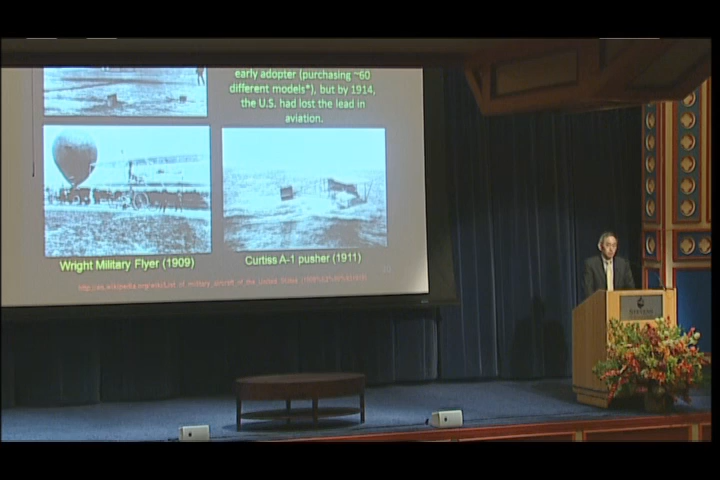 early adopter (purchasing ~60
different models*), but by 1914,
the U.S. had lost the lead in
aviation.
Wright Military Flyer (1909)
Curtiss A-1 pusher (1911)
STEVENS